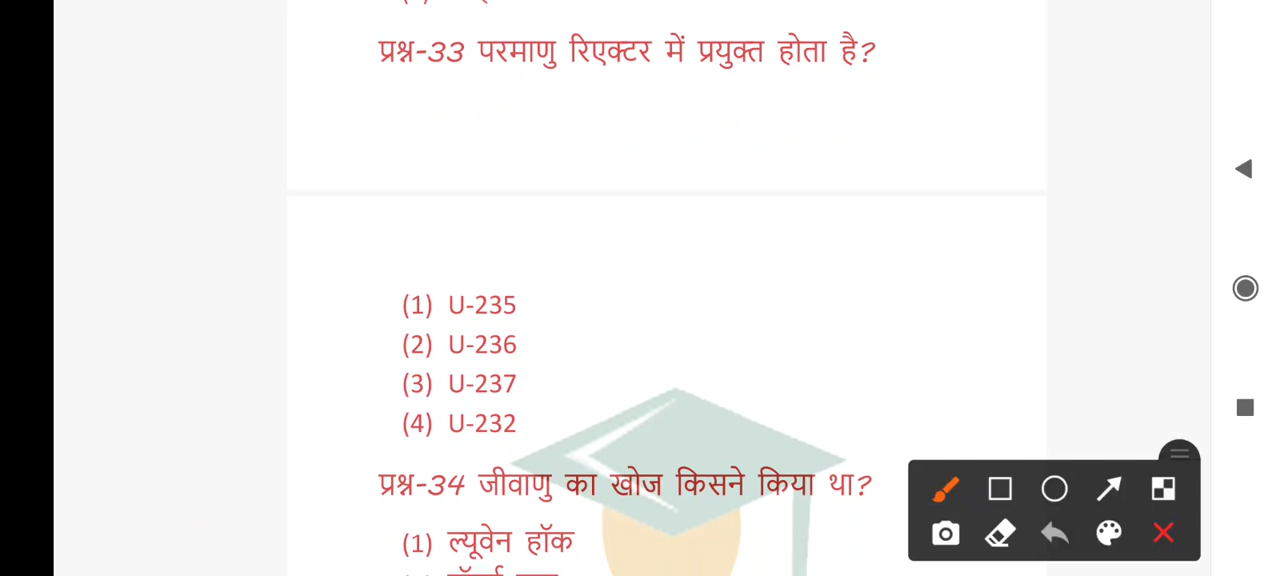 प्रश्न-33 परमाणु रिएक्टर में प्रयुक्त होता है?
(1) U-235
(2) U-236
(3) U-237
(4) U-232
प्रश्न-34 जीवाणु का खोज किसने किया था?
(1) ल्यूवेन हॉक